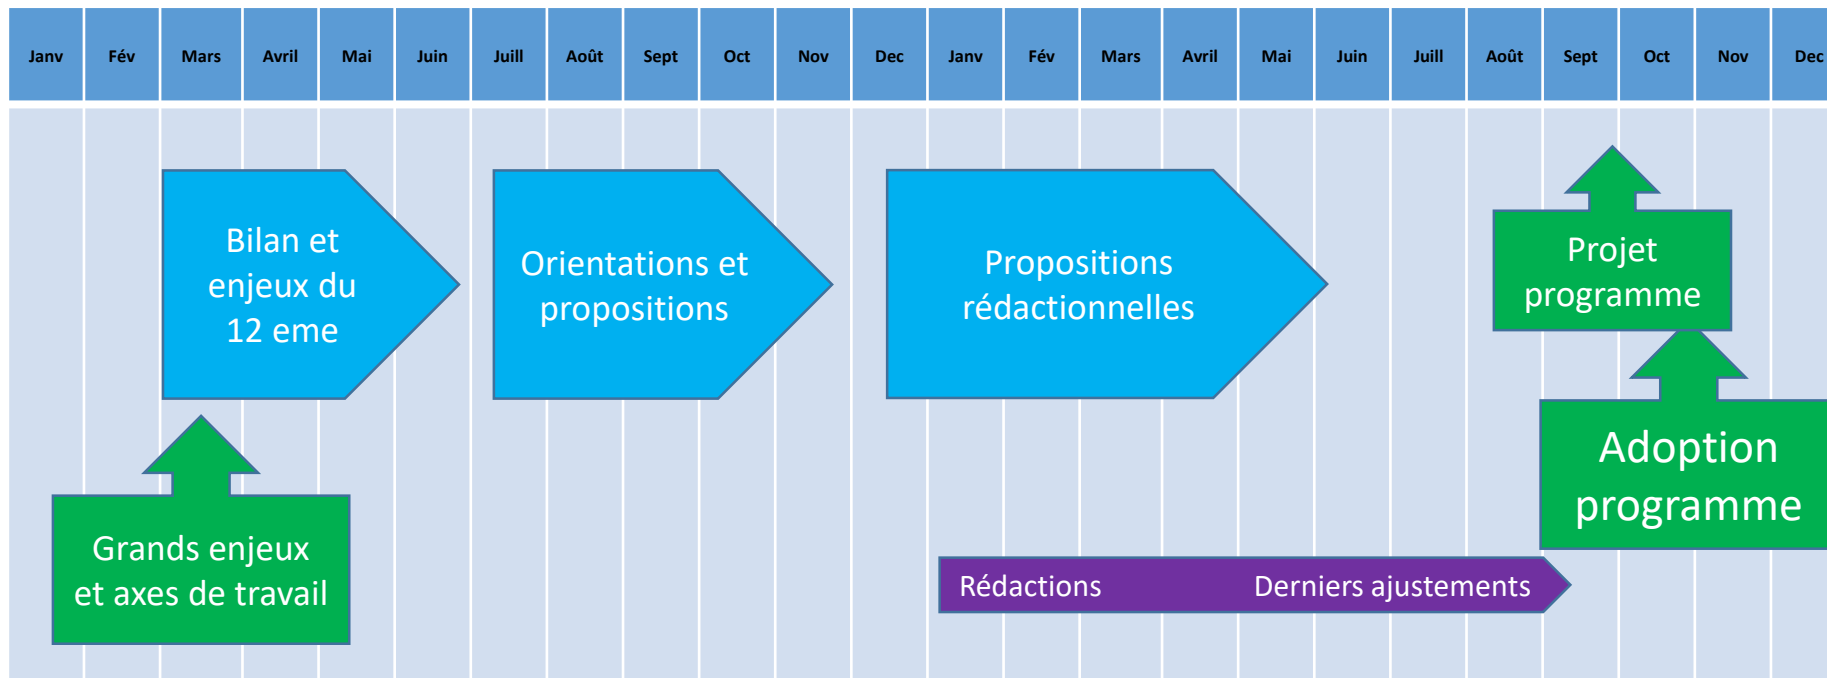 Janv Fév Mars Avril Mai Juin Juill Août Sept Oct Nov Dec Janv Fév Mars Avril Mai Juin Juill Août Sept Oct Nov Dec
Bilan et
enjeux du
12 eme
Orientations et
propositions
Propositions
rédactionnelles
Projet
programme
Adoption
programme
Grands enjeux
et axes de travail
Rédactions Derniers ajustements